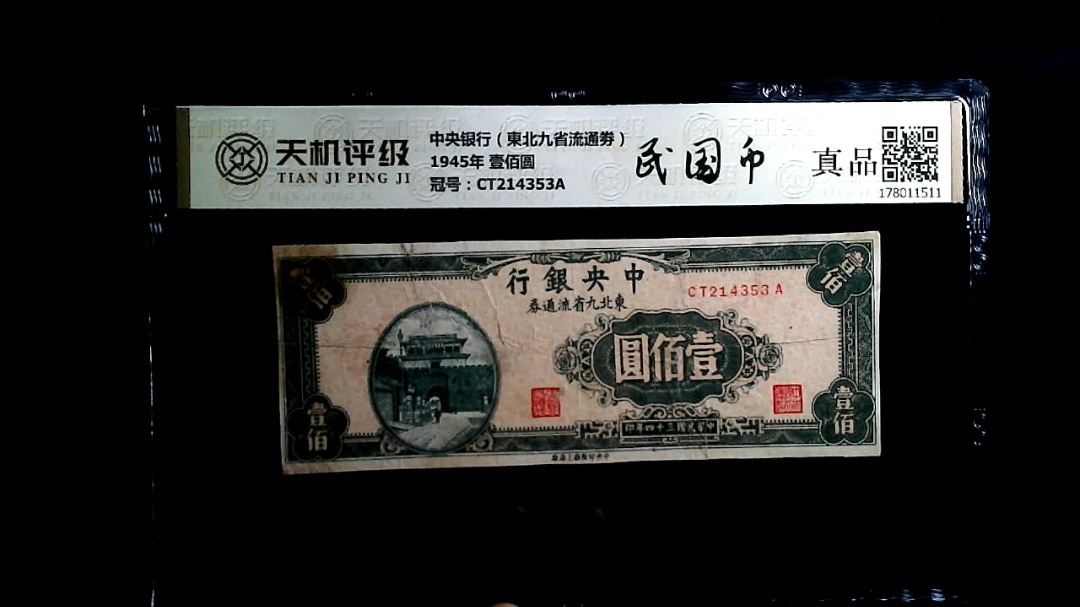 天机评级
TIAN JI PING JI
中央银行（東北九省流通券）
1945年 壹佰圓
冠号：CT214353A
民国币
真品
178011511
行銀央中
券通流省九北東
CT214353 A
圓佰壹
印年四十三國民華中
壹佰
壹佰
壹佰
壹佰